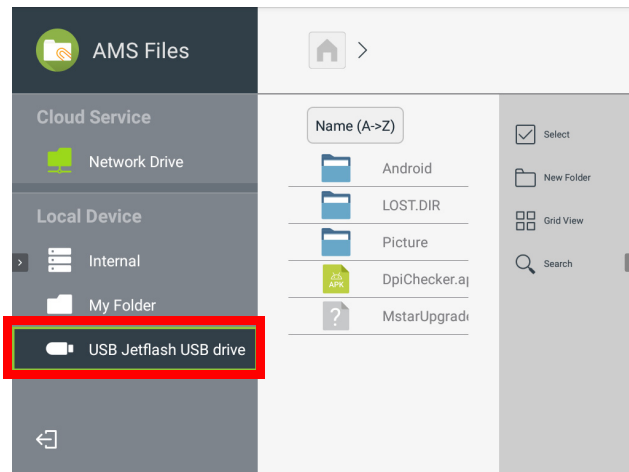 AMS Files
Cloud Service
Network Drive
Local Device
Internal
My Folder
USB Jetflash USB drive
Name (A->Z)
Android
LOST.DIR
Picture
APK
DpiChecker.ap
?
MstarUpgrade
Select
New Folder
Grid View
Search